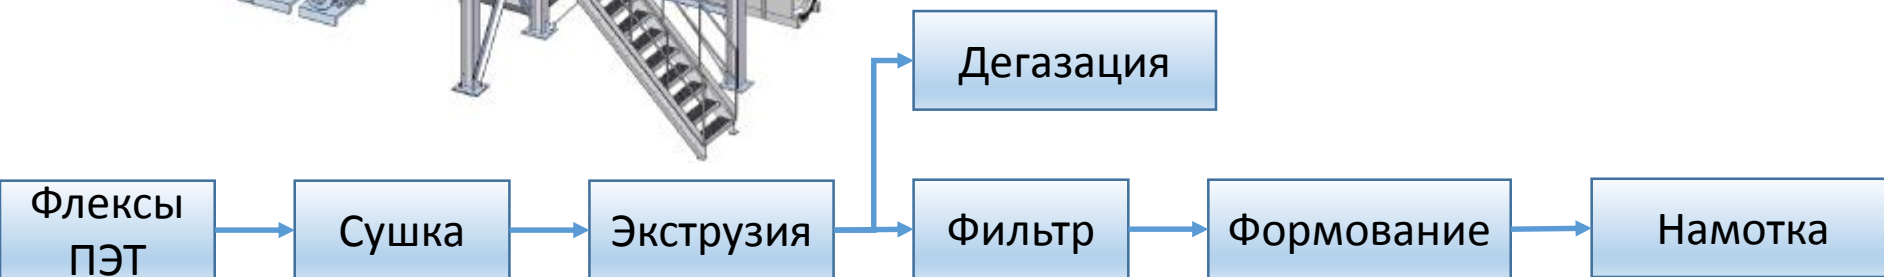 Дегазация
Флексы
ПЭТ
Сушка
Экструзия
Фильтр
Формование
Намотка